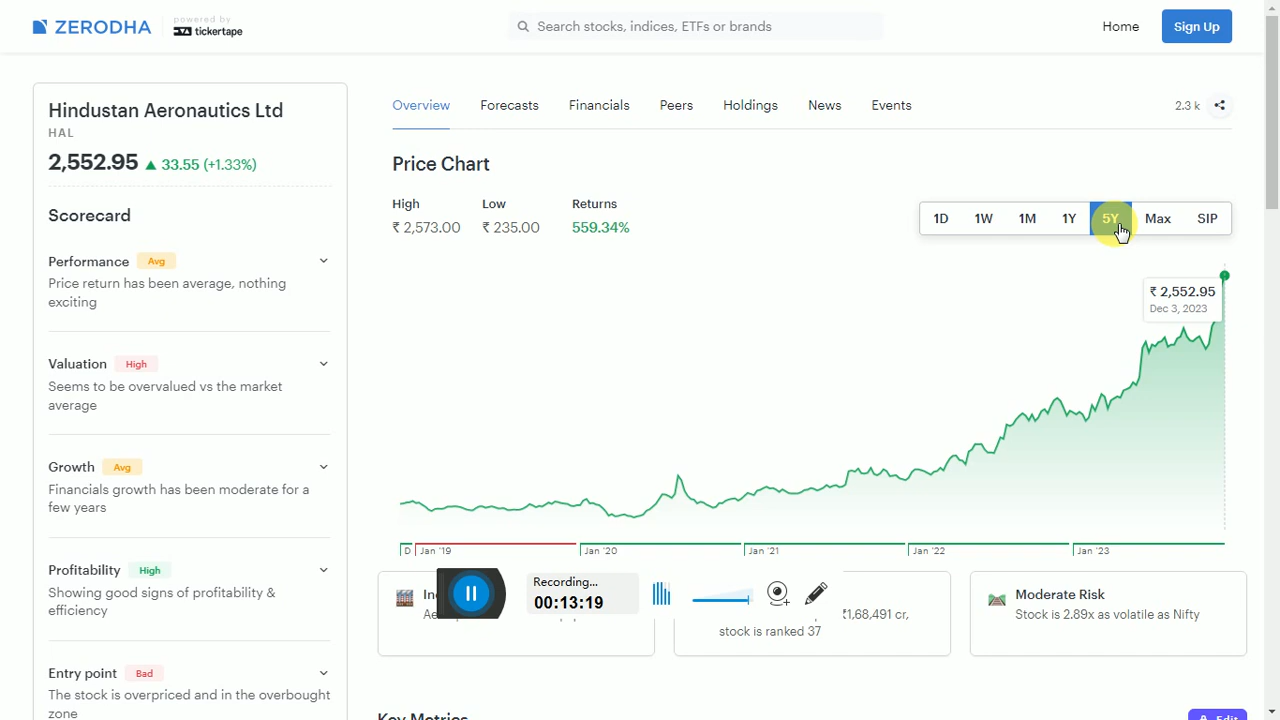 ZERODHA
powered by
tickertape
Search stocks, indices, ETFs or brands
Home
Sign Up
Hindustan Aeronautics Ltd
HAL
2,552.95 ▲ 33.55 (+1.33%)
Scorecard
Performance Avg
Price return has been average, nothing
exciting
Valuation High
Seems to be overvalued vs the market
average
Growth Avg
Financials growth has been moderate for a
few years
Profitability High
Showing good signs of profitability &
efficiency
Entry point Bad
The stock is overpriced and in the overbought
zone
Overview Forecasts Financials Peers Holdings News Events
2.3 k
Price Chart
High Low Returns
₹ 2,573.00 ₹ 235.00 559.34%
1D 1W 1M 1Y 5Y Max SIP
₹ 2,552.95
Dec 3, 2023
D Jan '19 Jan '20 Jan '21 Jan '22 Jan '23
Recording...
00:13:19
₹1,68,491 cr,
stock is ranked 37
Moderate Risk
Stock is 2.89x as volatile as Nifty
Key Metrics
Edit